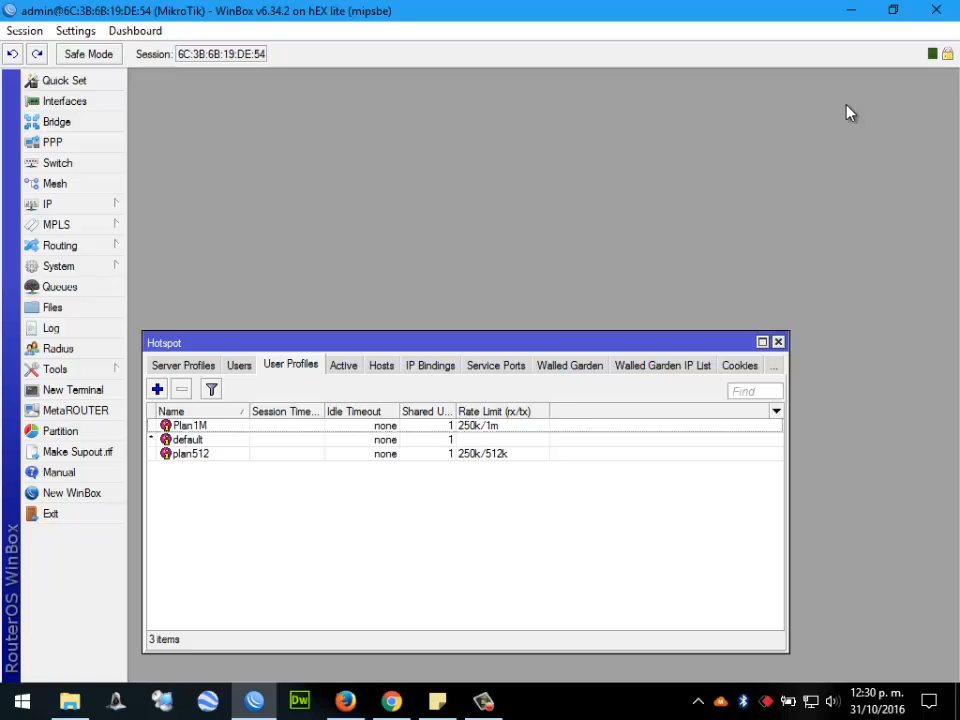 admin@6C:3B:6B:19:DE:54 (MikroTik) - WinBox v6.34.2 on hEX lite (mipsbe)
Session Settings Dashboard
Safe Mode Session: 6C:3B:6B:19:DE:54
Quick Set
Interfaces
Bridge
PPP
Switch
Mesh
IP
MPLS
Routing
System
Queues
Files
Log
Radius
Tools
New Terminal
MetaROUTER
Partition
Make Supout.rif
Manual
New WinBox
Exit
RouterOS WinBox
Hotspot
Server Profiles Users User Profiles Active Hosts IP Bindings Service Ports Walled Garden Walled Garden IP List Cookies ...
Find
Name Session Time... Idle Timeout Shared U... Rate Limit (rx/tx)
Plan1M none 1 250k/1m
* default none 1
plan512 none 1 250k/512k
3 items
Dw
12:30 p. m.
31/10/2016